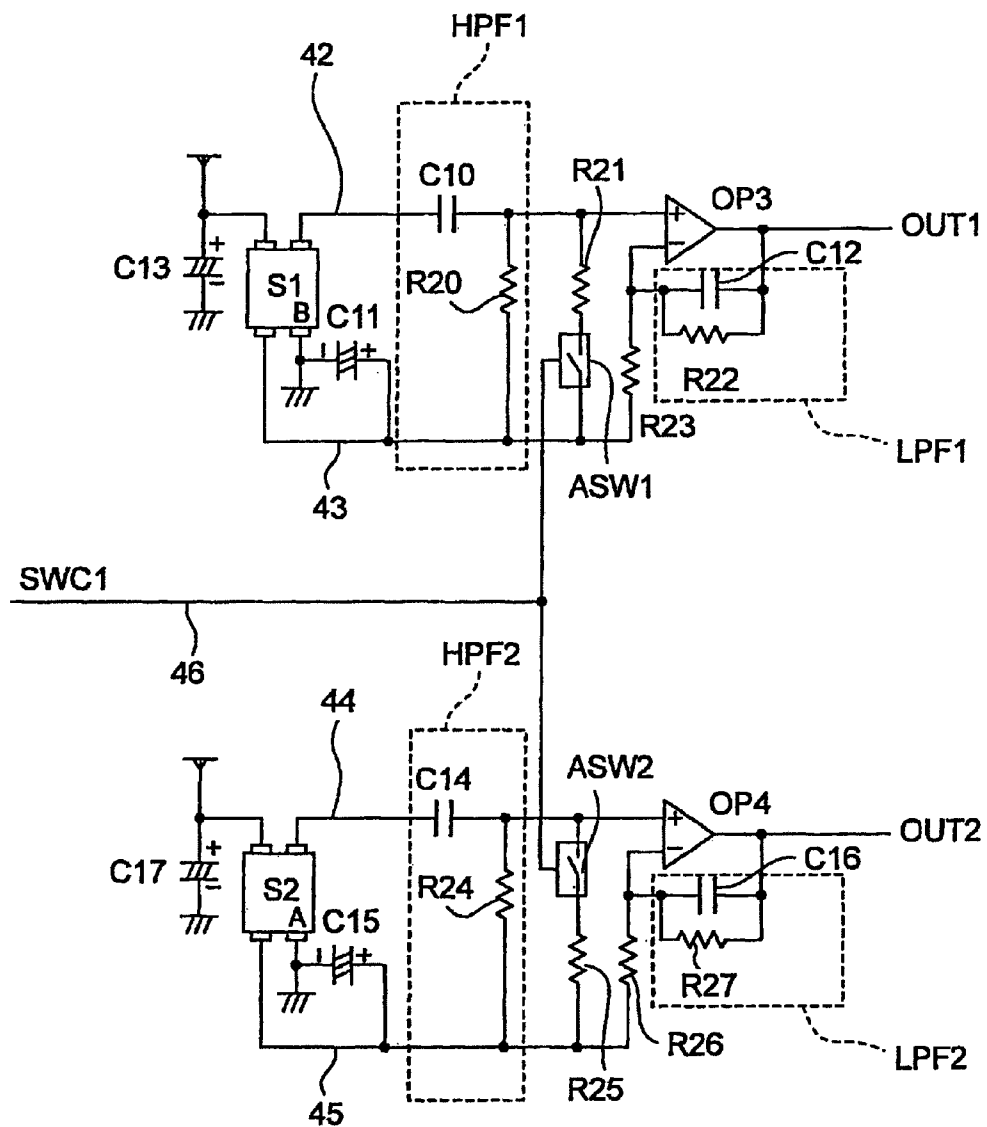 HPF1
42
C10
R21
OP3
OUT1
+
−
C13
+
−
S1
B
C11
−
+
R20
C12
R22
R23
LPF1
ASW1
43
SWC1
46
HPF2
44
C14
ASW2
OP4
OUT2
+
−
C17
+
−
S2
A
C15
−
+
R24
C16
R27
R26
R25
LPF2
45